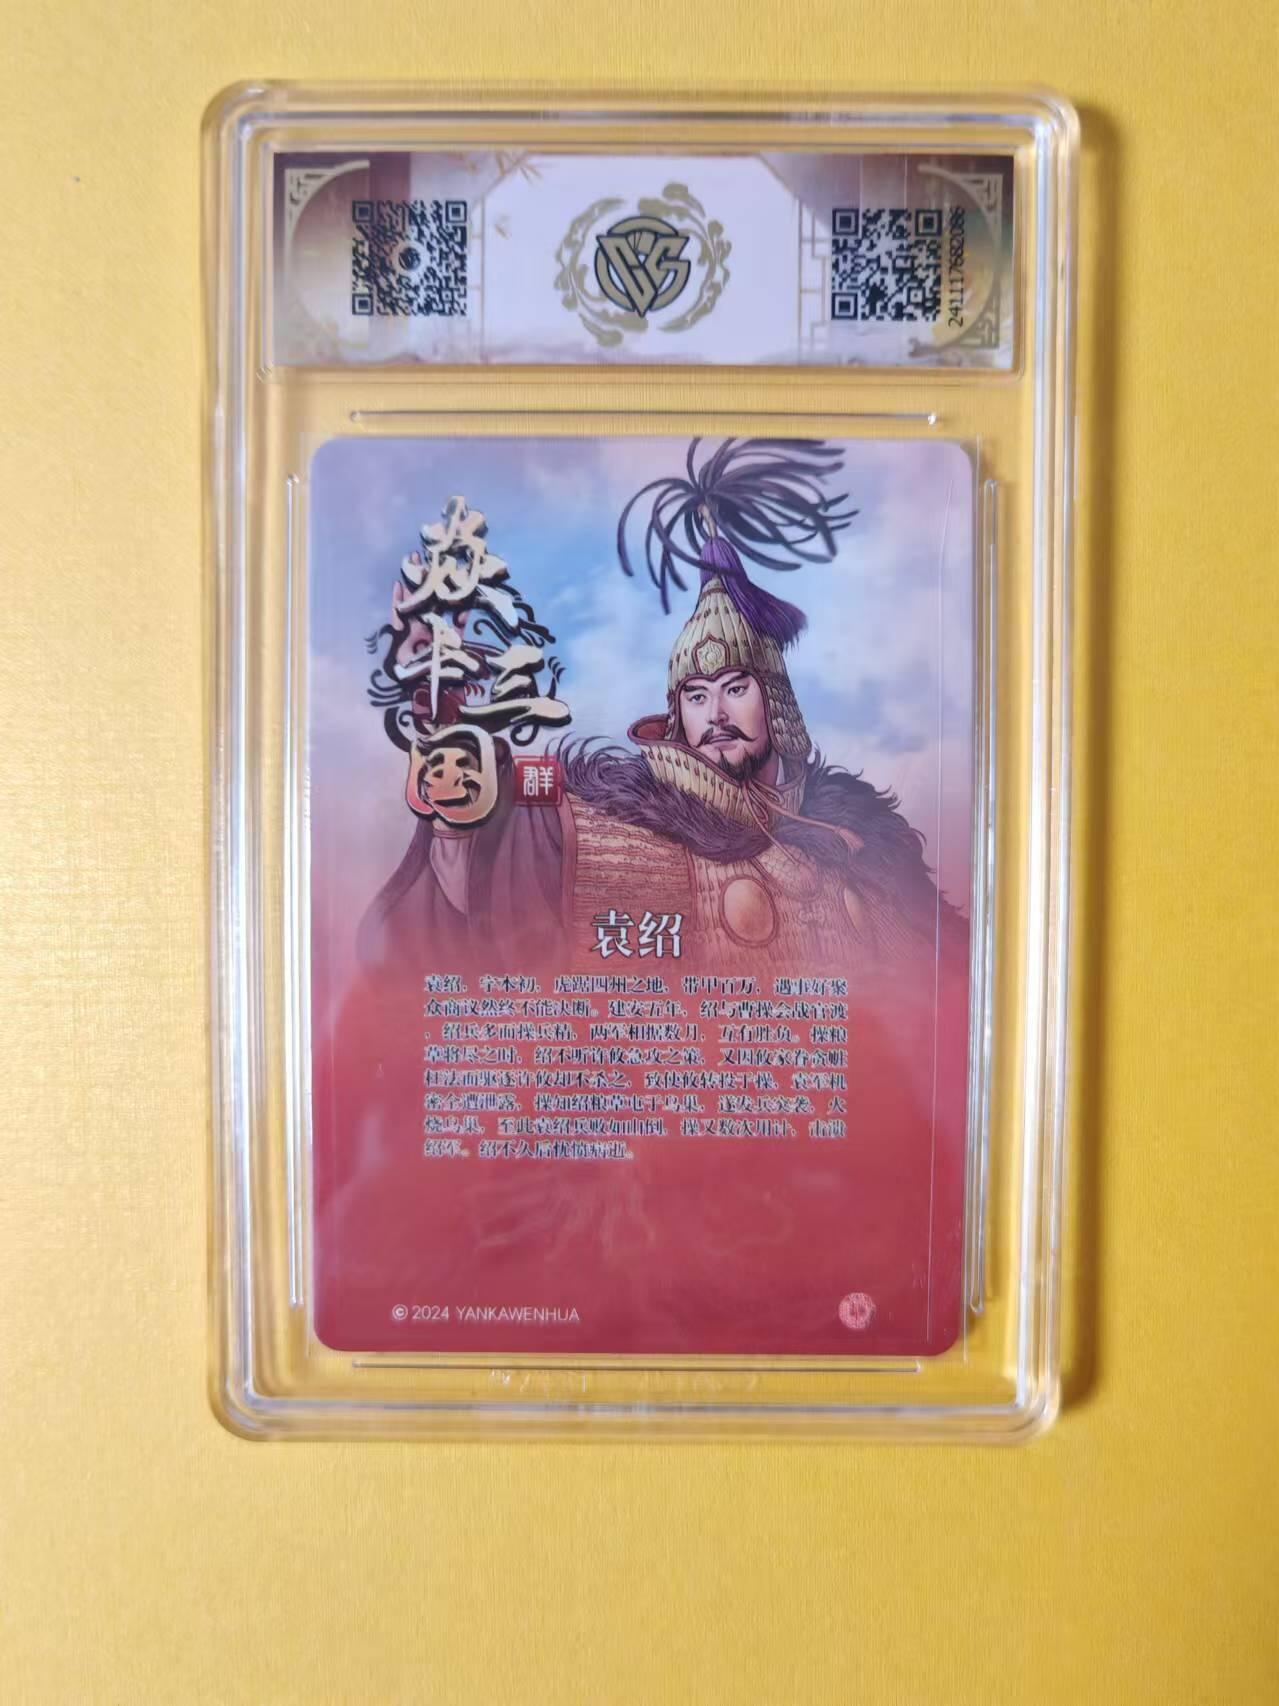 241117682086
焱
卡三
国
群
袁绍
袁绍，字本初，虎踞四州之地，带甲百万，遇事好聚
众商议然终不能决断。建安五年，绍与曹操会战官渡
，绍兵多而操兵精，两军相据数月，互有胜负。操粮
草将尽之时，绍不听许攸急攻之策，又因攸家眷贪赃
枉法而驱逐许攸却不杀之，致使攸转投于操，袁军机
密全遭泄露，操知绍粮草屯于乌巢，遂发兵突袭，火
烧乌巢，至此袁绍兵败如山倒，操又数次用计，击溃
绍军。绍不久后忧愤病逝。
© 2024 YANKAWENHUA